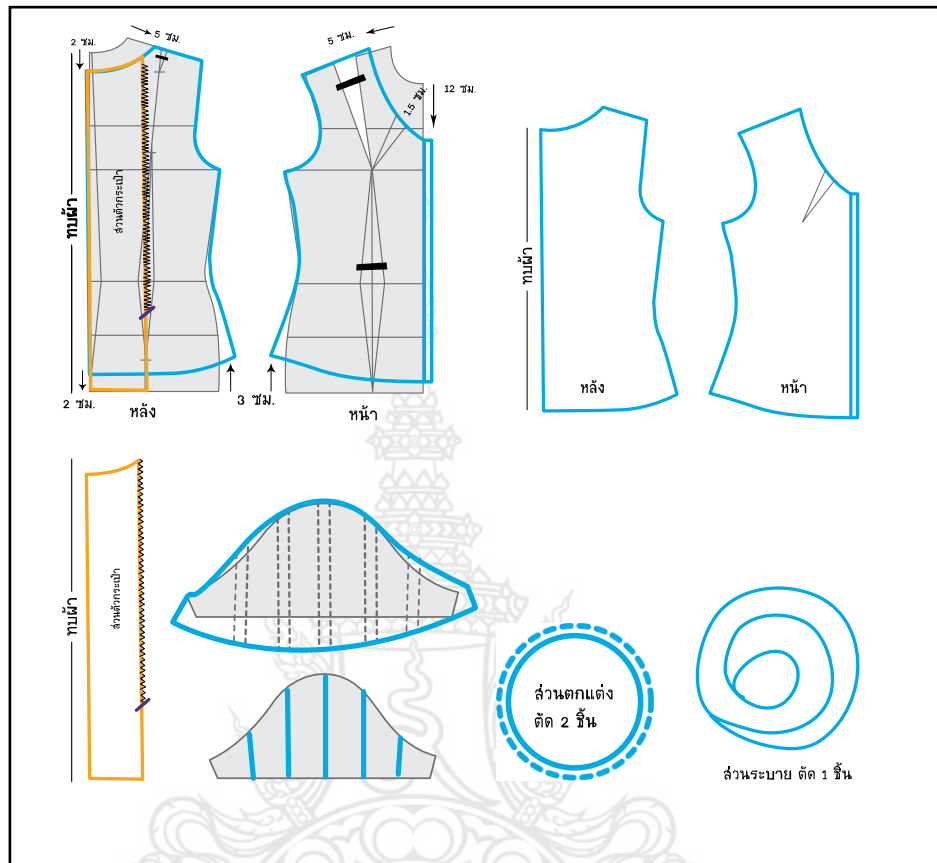 2 ซม.
5 ซม.
5 ซม.
12 ซม.
1.5 ซม.
ทบผ้า
ส่วนตัวกระเป๋า
2 ซม.
3 ซม.
หลัง
หน้า
ทบผ้า
หลัง
หน้า
ทบผ้า
ส่วนตัวกระเป๋า
ส่วนตกแต่ง
ตัด 2 ชิ้น
ส่วนระบาย ตัด 1 ชิ้น